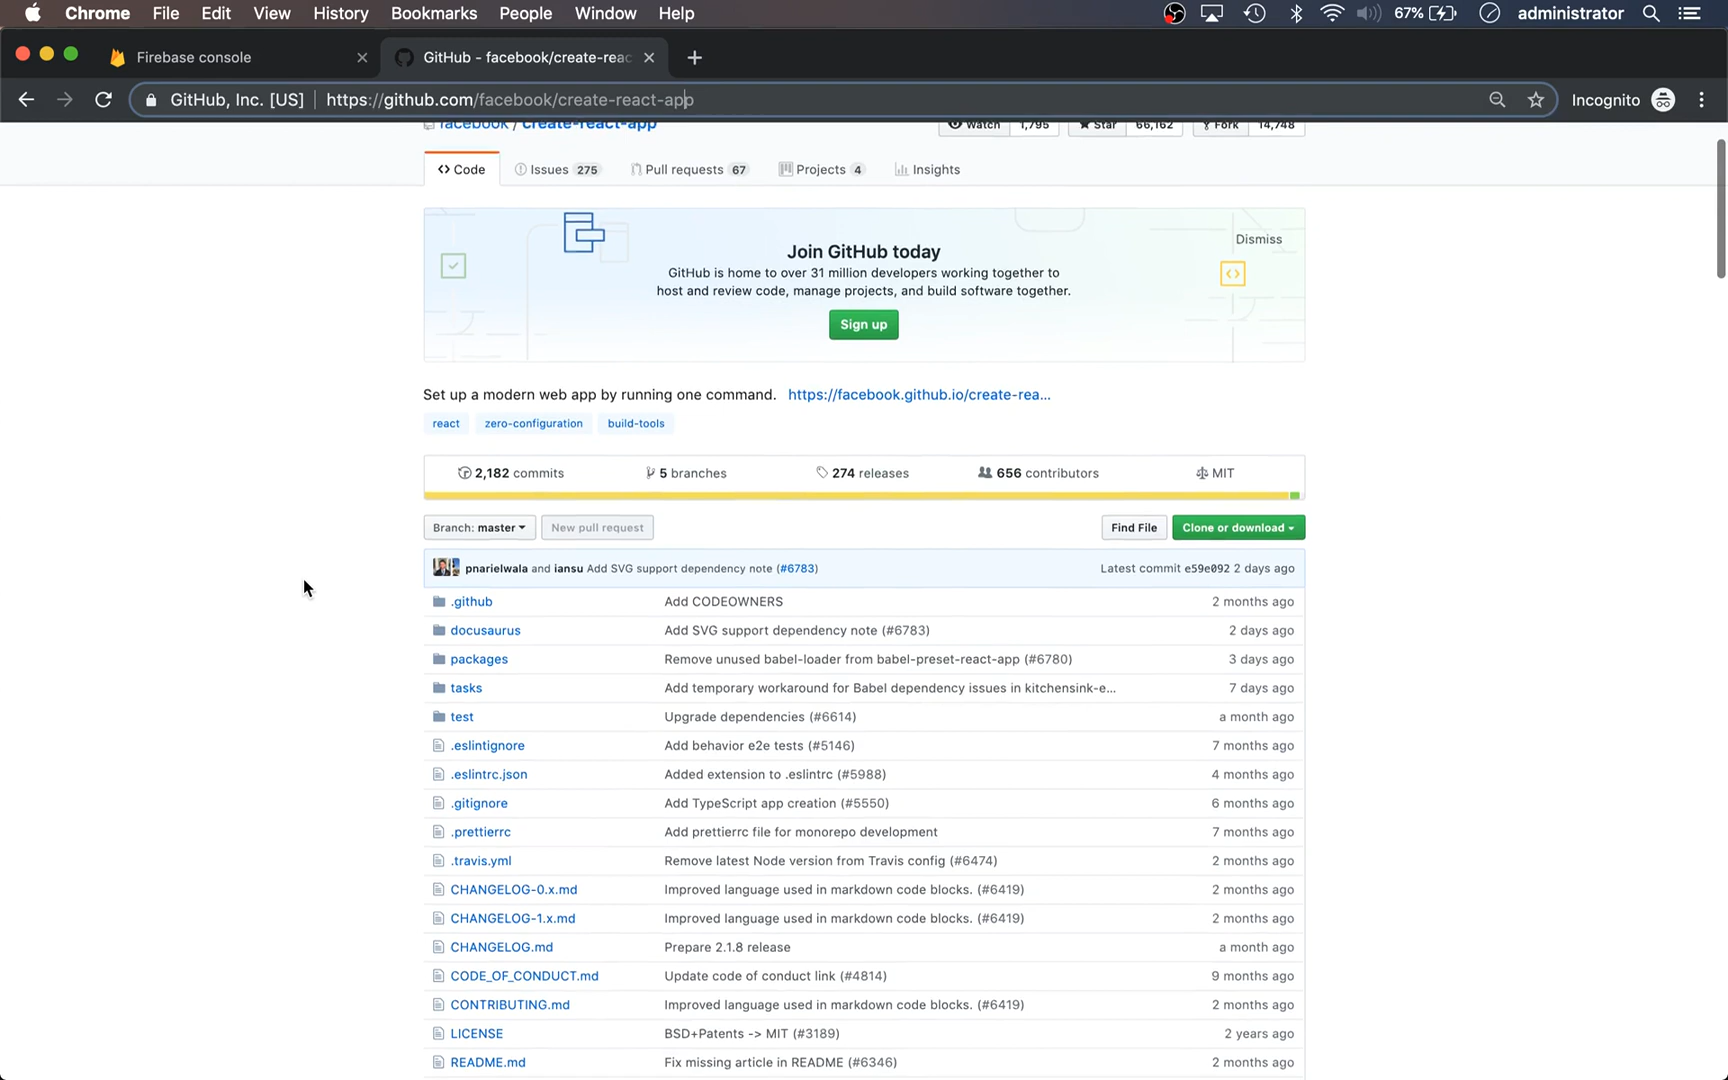 Chrome File Edit View History Bookmarks People Window Help 67% administrator
Firebase console GitHub - facebook/create-reac
GitHub, Inc. [US] https://github.com/facebook/create-react-app Incognito
facebook / create-react-app Watch 1,795 Star 66,162 Fork 14,748
Code Issues 275 Pull requests 67 Projects 4 Insights
Dismiss
Join GitHub today
GitHub is home to over 31 million developers working together to
host and review code, manage projects, and build software together.
Sign up
Set up a modern web app by running one command. https://facebook.github.io/create-rea...
react zero-configuration build-tools
2,182 commits 5 branches 274 releases 656 contributors MIT
Branch: master New pull request Find File Clone or download
pnarielwala and iansu Add SVG support dependency note (#6783) Latest commit e59e092 2 days ago
.github Add CODEOWNERS 2 months ago
docusaurus Add SVG support dependency note (#6783) 2 days ago
packages Remove unused babel-loader from babel-preset-react-app (#6780) 3 days ago
tasks Add temporary workaround for Babel dependency issues in kitchensink-e... 7 days ago
test Upgrade dependencies (#6614) a month ago
.eslintignore Add behavior e2e tests (#5146) 7 months ago
.eslintrc.json Added extension to .eslintrc (#5988) 4 months ago
.gitignore Add TypeScript app creation (#5550) 6 months ago
.prettierrc Add prettierrc file for monorepo development 7 months ago
.travis.yml Remove latest Node version from Travis config (#6474) 2 months ago
CHANGELOG-0.x.md Improved language used in markdown code blocks. (#6419) 2 months ago
CHANGELOG-1.x.md Improved language used in markdown code blocks. (#6419) 2 months ago
CHANGELOG.md Prepare 2.1.8 release a month ago
CODE_OF_CONDUCT.md Update code of conduct link (#4814) 9 months ago
CONTRIBUTING.md Improved language used in markdown code blocks. (#6419) 2 months ago
LICENSE BSD+Patents -> MIT (#3189) 2 years ago
README.md Fix missing article in README (#6346) 2 months ago